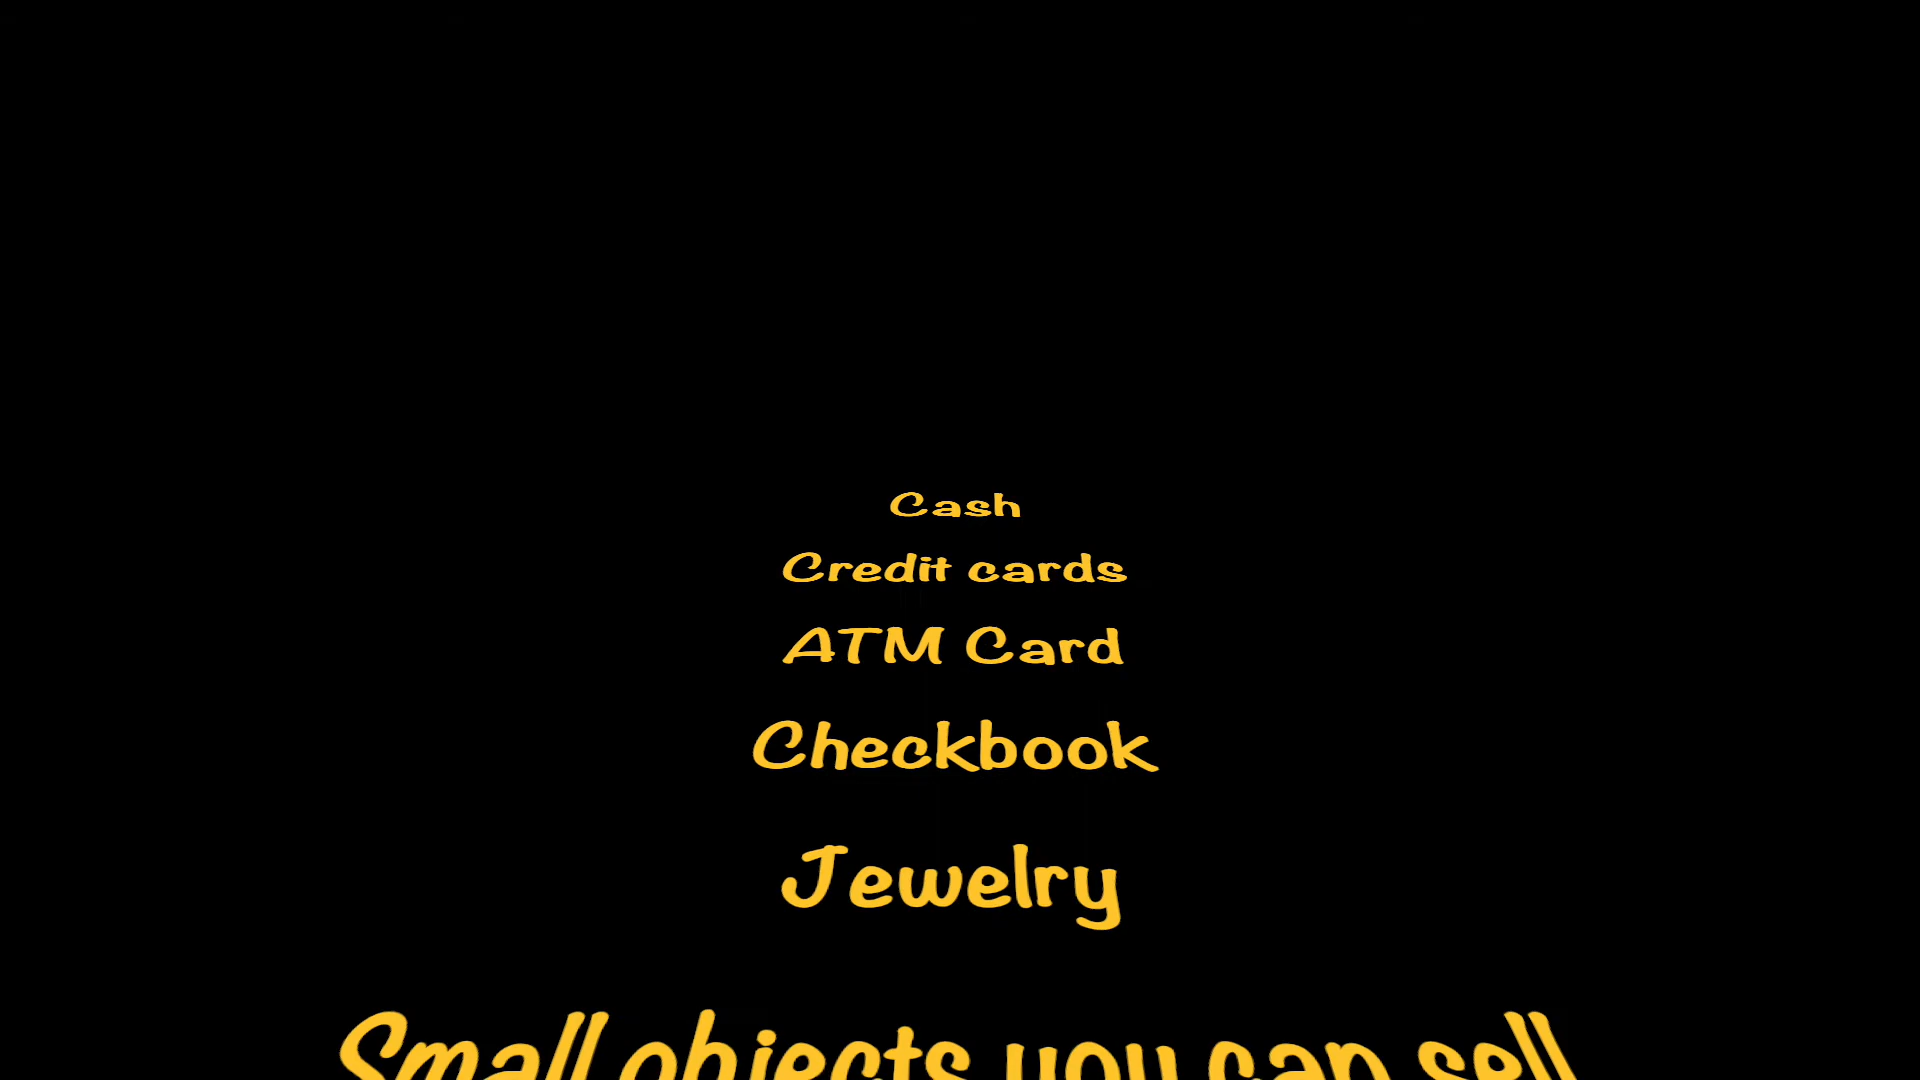 Cash
Credit cards
ATM Card
Checkbook
Jewelry
Small objects you can sell